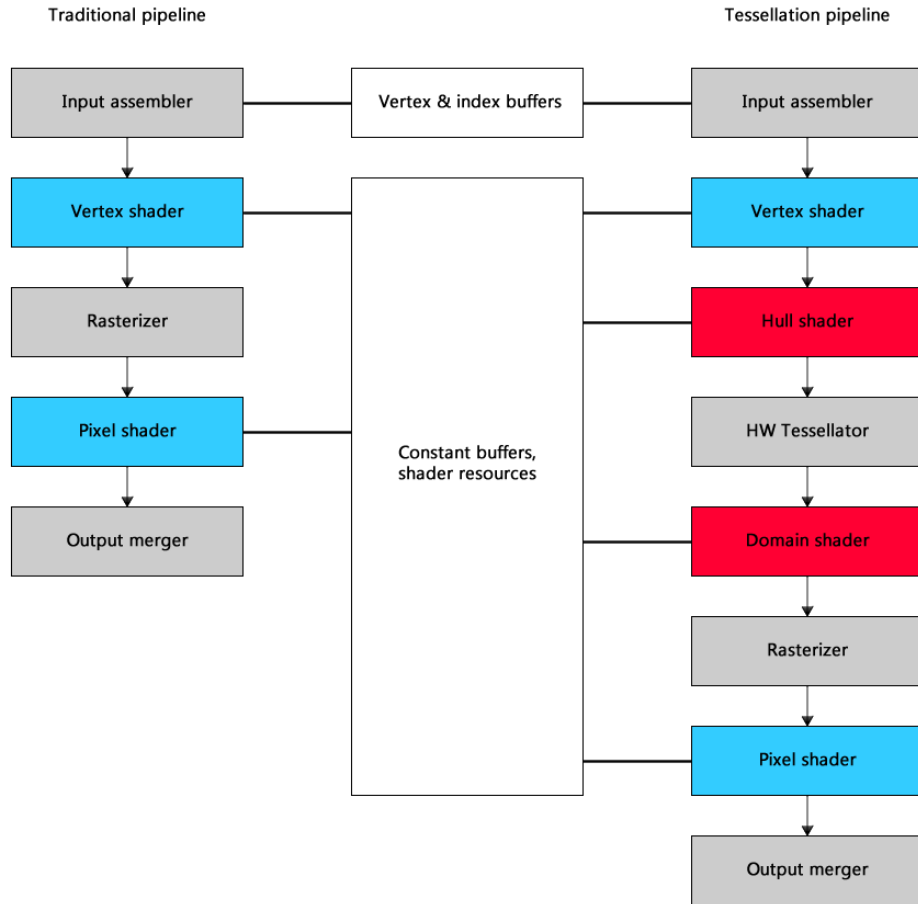 Traditional pipeline
Tessellation pipeline
Input assembler
Vertex & index buffers
Input assembler
Vertex shader
Vertex shader
Rasterizer
Hull shader
Pixel shader
HW Tessellator
Constant buffers,
shader resources
Output merger
Domain shader
Rasterizer
Pixel shader
Output merger